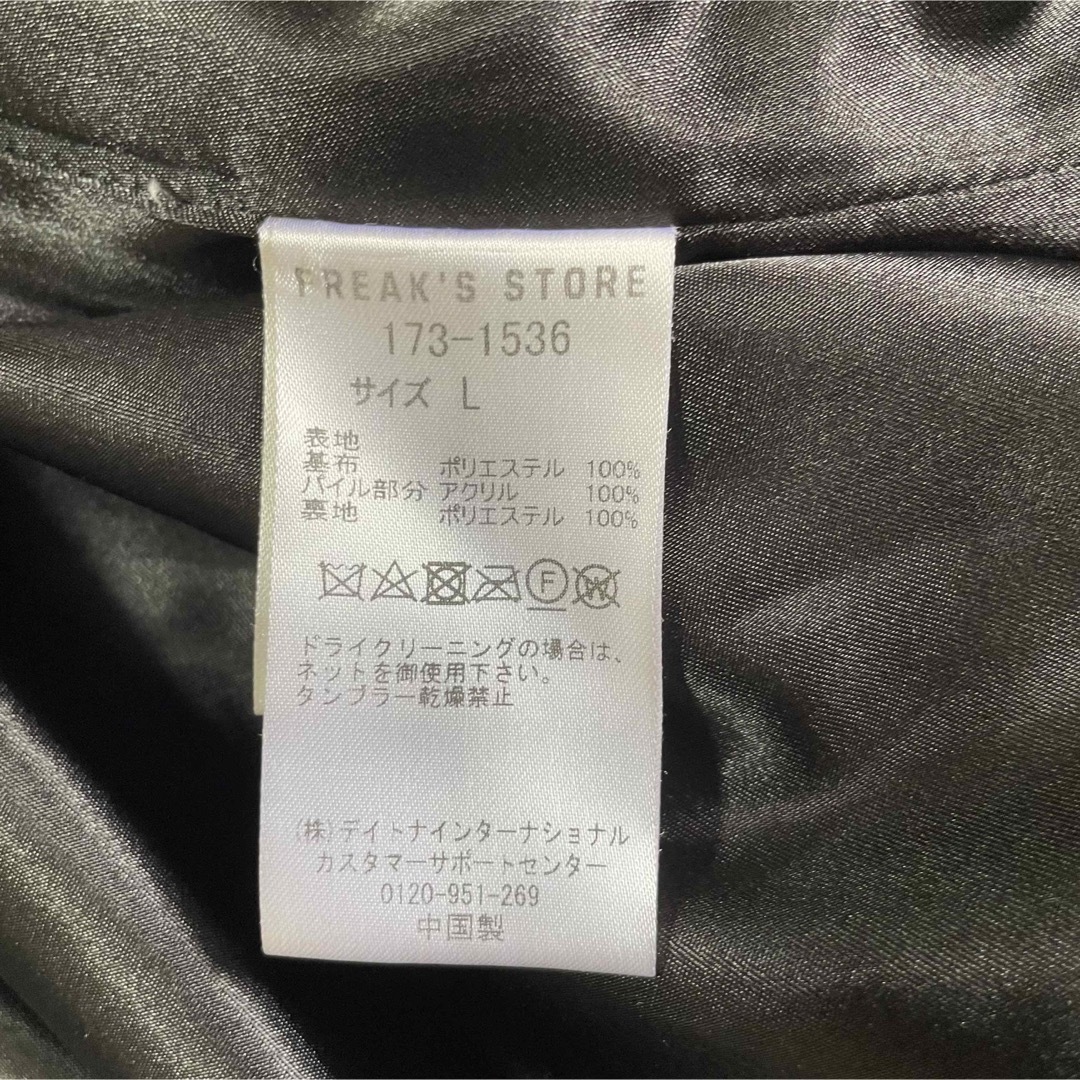 FREAK'S STORE
173-1536
サイズ L
表地
基布 ポリエステル 100%
パイル部分 アクリル 100%
裏地 ポリエステル 100%
F W
ドライクリーニングの場合は、
ネットを御使用下さい。
タンブラー乾燥禁止
(株)デイトナインターナショナル
カスタマーサポートセンター
0120-951-269
中国製